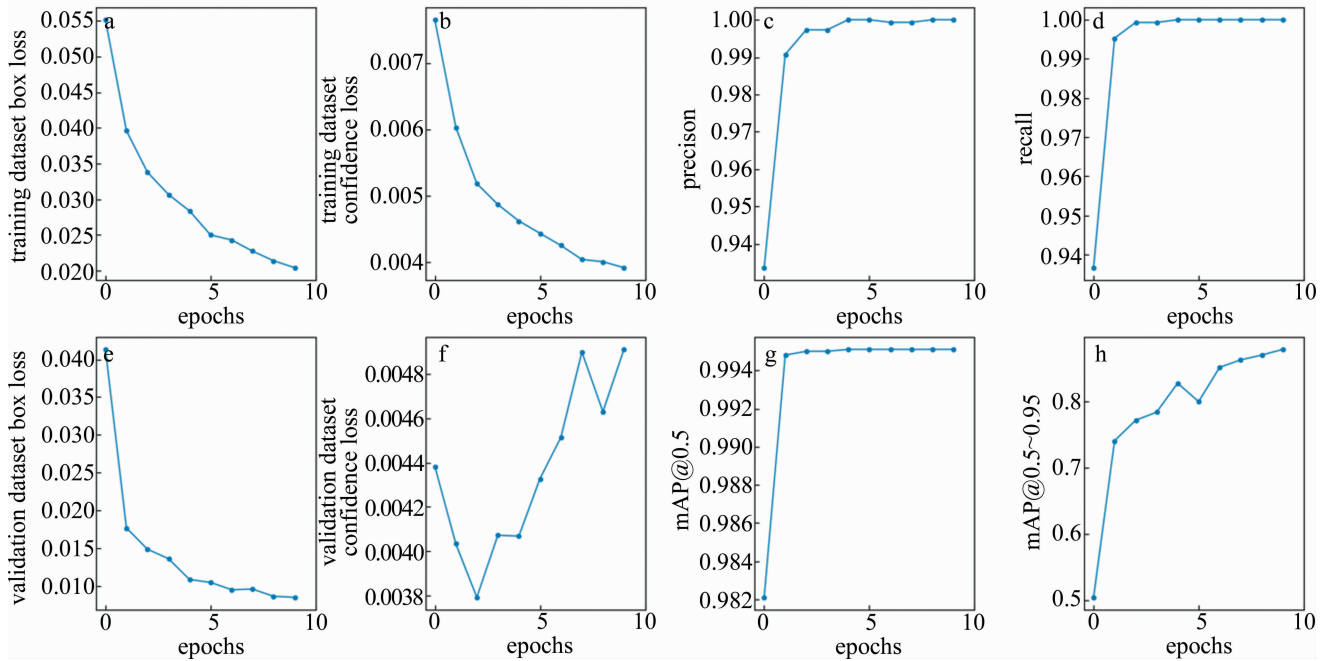 a
training dataset box loss
0.055
0.050
0.045
0.040
0.035
0.030
0.025
0.020
0
5
10
epochs
b
training dataset
confidence loss
0.007
0.006
0.005
0.004
0
5
10
epochs
c
precison
1.00
0.99
0.98
0.97
0.96
0.95
0.94
0
5
10
epochs
d
recall
1.00
0.99
0.98
0.97
0.96
0.95
0.94
0
5
10
epochs
e
validation dataset box loss
0.040
0.035
0.030
0.025
0.020
0.015
0.010
0
5
10
epochs
f
validation dataset
confidence loss
0.0048
0.0046
0.0044
0.0042
0.0040
0.0038
0
5
10
epochs
g
mAP@0.5
0.994
0.992
0.990
0.988
0.986
0.984
0.982
0
5
10
epochs
h
mAP@0.5~0.95
0.8
0.7
0.6
0.5
0
5
10
epochs